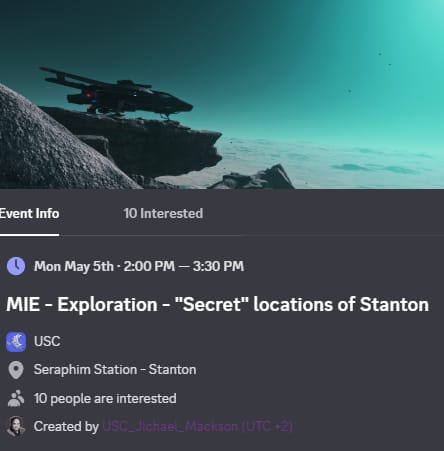 Event Info
10 Interested
Mon May 5th · 2:00 PM — 3:30 PM
MIE - Exploration - "Secret" locations of Stanton
USC
Seraphim Station - Stanton
10 people are interested
Created by USC_Jichael_Mackson (UTC +2)